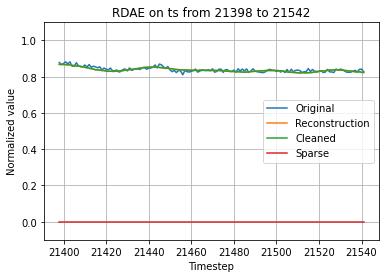 RDAE on ts from 21398 to 21542
1.0
0.8
0.6
0.4
0.2
0.0
Normalized value
Original
Reconstruction
Cleaned
Sparse
21400 21420 21440 21460 21480 21500 21520 21540
Timestep